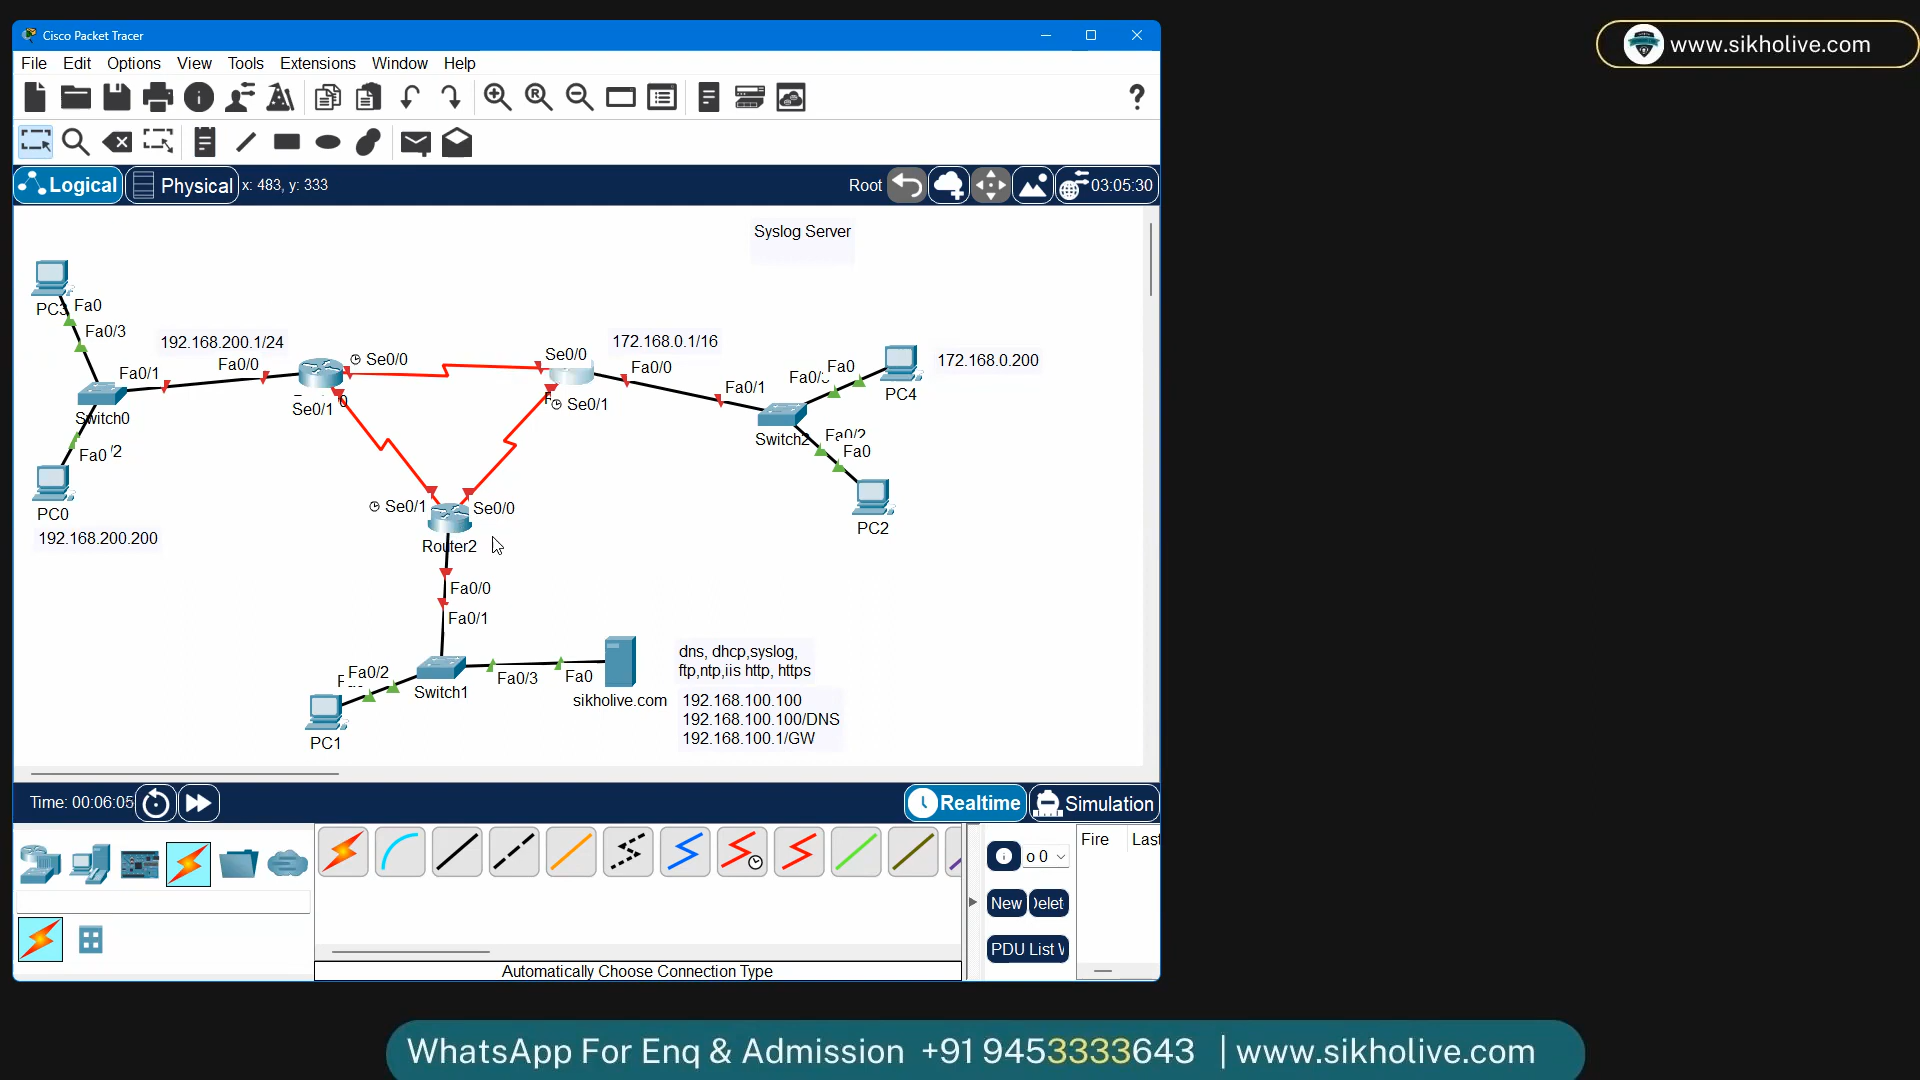 www.sikholive.com
Cisco Packet Tracer
File Edit Options View Tools Extensions Window Help
Logical
Physical
x: 483, y: 333
Root
03:05:30
Syslog Server
PC3
Fa0
Fa0/3
192.168.200.1/24
Fa0/1
Fa0/0
Se0/0
Se0/1
Switch0
Fa0
PC0
192.168.200.200
Se0/0
172.168.0.1/16
Fa0/0
Se0/1
Fa0/1
Fa0
172.168.0.200
PC4
Switch2
Fa0/2
Fa0
PC2
Se0/1
Se0/0
Router2
Fa0/0
Fa0/1
Fa0/2
Switch1
Fa0/3
Fa0
PC1
sikholive.com
dns, dhcp,syslog,
ftp,ntp,iis http, https
192.168.100.100
192.168.100.100/DNS
192.168.100.1/GW
Time: 00:06:05
Realtime
Simulation
Fire Last
o 0
New
PDU List
Automatically Choose Connection Type
WhatsApp For Enq & Admission +91 9453333643 | www.sikholive.com